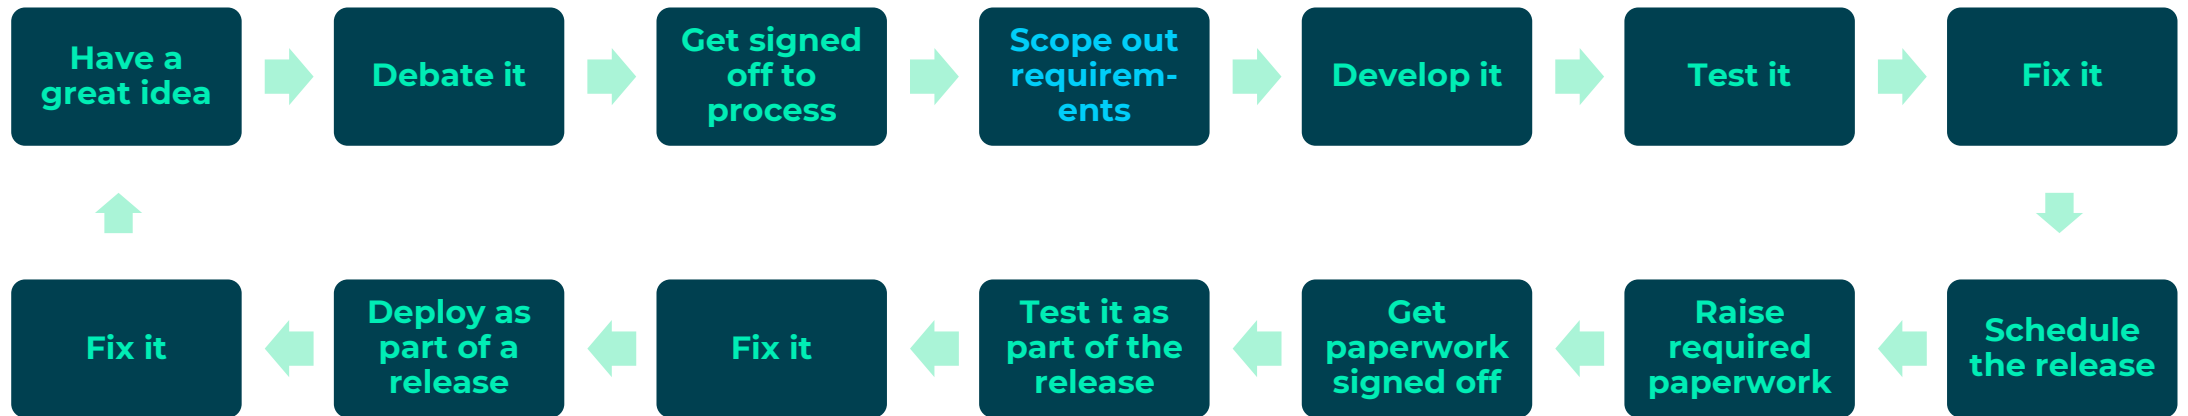 Have a
great idea
Debate it
Get signed
off to
process
Scope out
requirem-
ents
Develop it
Test it
Fix it
Schedule
the release
Raise
required
paperwork
Get
paperwork
signed off
Test it as
part of the
release
Fix it
Deploy as
part of a
release
Fix it